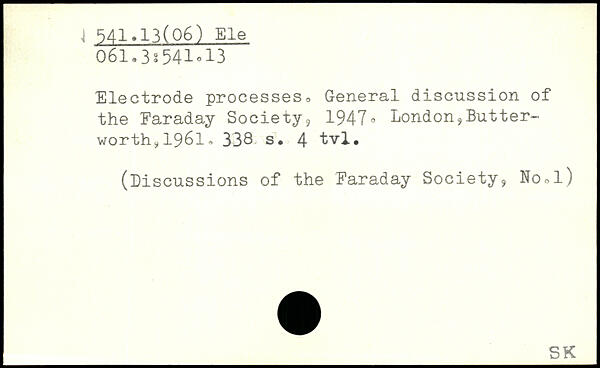 541.13(06) Ele
061.3:541.13
Electrode processes. General discussion of
the Faraday Society, 1947. London,Butter-
worth,1961. 338 s. 4 tvl.
(Discussions of the Faraday Society, No.1)
SK